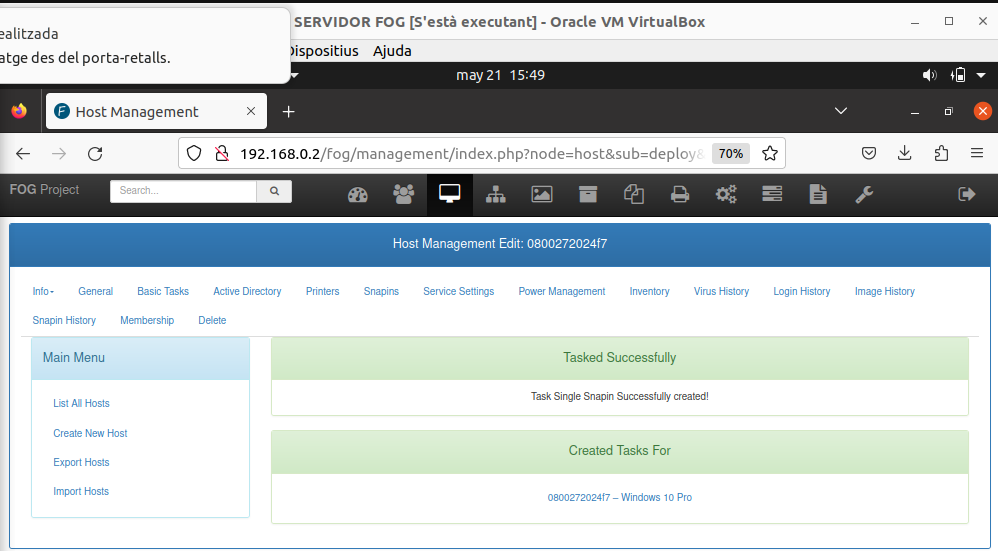 SERVIDOR FOG [S'està executant] - Oracle VM VirtualBox
ealitzada
atge des del porta-retalls.
Dispositius Ajuda
may 21 15:49
Host Management
192.168.0.2/fog/management/index.php?node=host&sub=deploy&
70%
FOG Project
Search...
Host Management Edit: 0800272024f7
Info
General
Basic Tasks
Active Directory
Printers
Snapins
Service Settings
Power Management
Inventory
Virus History
Login History
Image History
Snapin History
Membership
Delete
Main Menu
List All Hosts
Create New Host
Export Hosts
Import Hosts
Tasked Successfully
Task Single Snapin Successfully created!
Created Tasks For
0800272024f7 – Windows 10 Pro